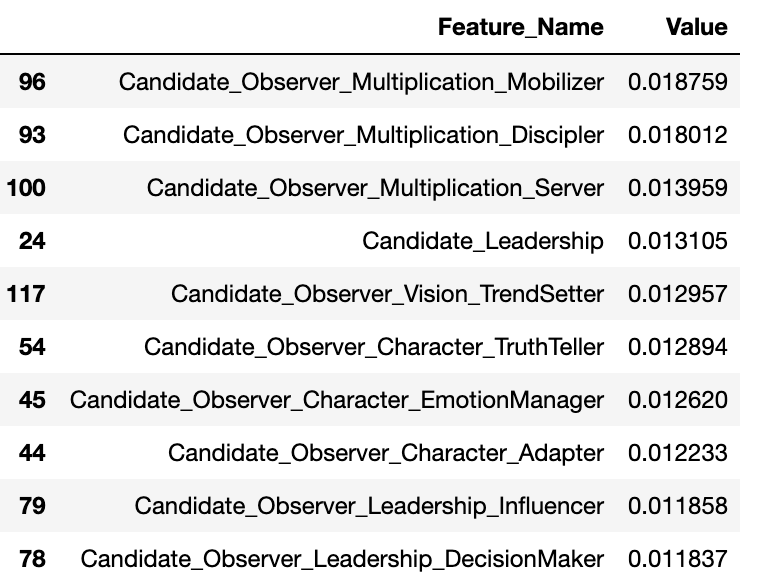 Feature_Name Value
96 Candidate_Observer_Multiplication_Mobilizer 0.018759
93 Candidate_Observer_Multiplication_Discipler 0.018012
100 Candidate_Observer_Multiplication_Server 0.013959
24 Candidate_Leadership 0.013105
117 Candidate_Observer_Vision_TrendSetter 0.012957
54 Candidate_Observer_Character_TruthTeller 0.012894
45 Candidate_Observer_Character_EmotionManager 0.012620
44 Candidate_Observer_Character_Adapter 0.012233
79 Candidate_Observer_Leadership_Influencer 0.011858
78 Candidate_Observer_Leadership_DecisionMaker 0.011837